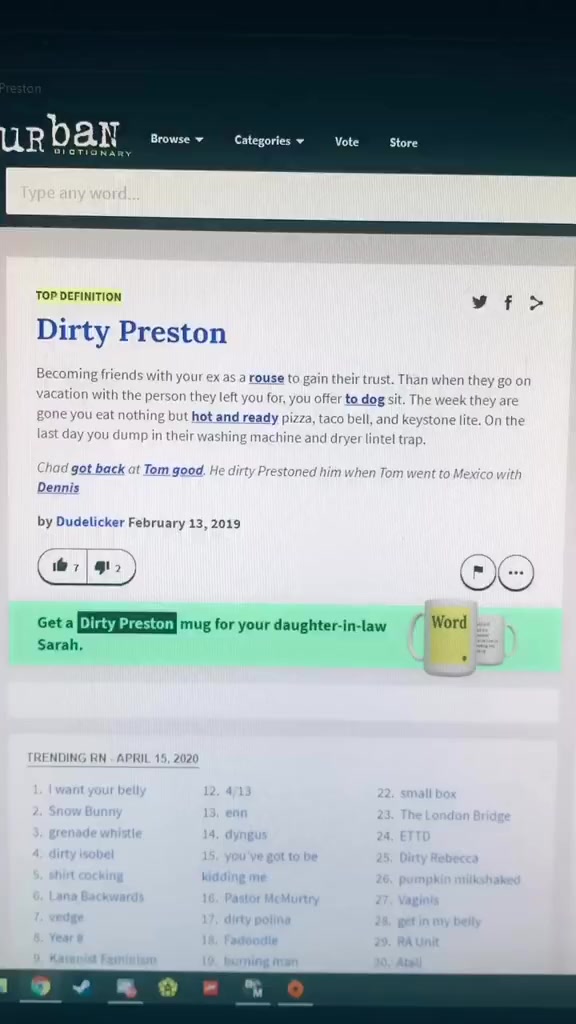 Preston
urban
DICTIONARY
Browse
Categories
Vote
Store
Type any word...
TOP DEFINITION
Dirty Preston
Becoming friends with your ex as a rouse to gain their trust. Than when they go on
vacation with the person they left you for, you offer to dog sit. The week they are
gone you eat nothing but hot and ready pizza, taco bell, and keystone lite. On the
last day you dump in their washing machine and dryer lintel trap.
Chad got back at Tom good. He dirty Prestoned him when Tom went to Mexico with
Dennis
by Dudelicker February 13, 2019
7
2
Get a Dirty Preston mug for your daughter-in-law
Sarah.
Word
TRENDING RN - APRIL 15, 2020
1. I want your belly
2. Snow Bunny
3. grenade whistle
4. dirty isobel
5. shirt cocking
6. Lana Backwards
7. vedge
8. Year 8
9. Karenist Feminism
12. 4/13
13. enn
14. dyngus
15. you've got to be
kidding me
16. Pastor McMurtry
17. dirty polina
18. Fadoodle
19. burning man
22. small box
23. The London Bridge
24. ETTD
25. Dirty Rebecca
26. pumpkin milkshaked
27. Vaginis
28. get in my belly
29. RA Unit
30. Atall